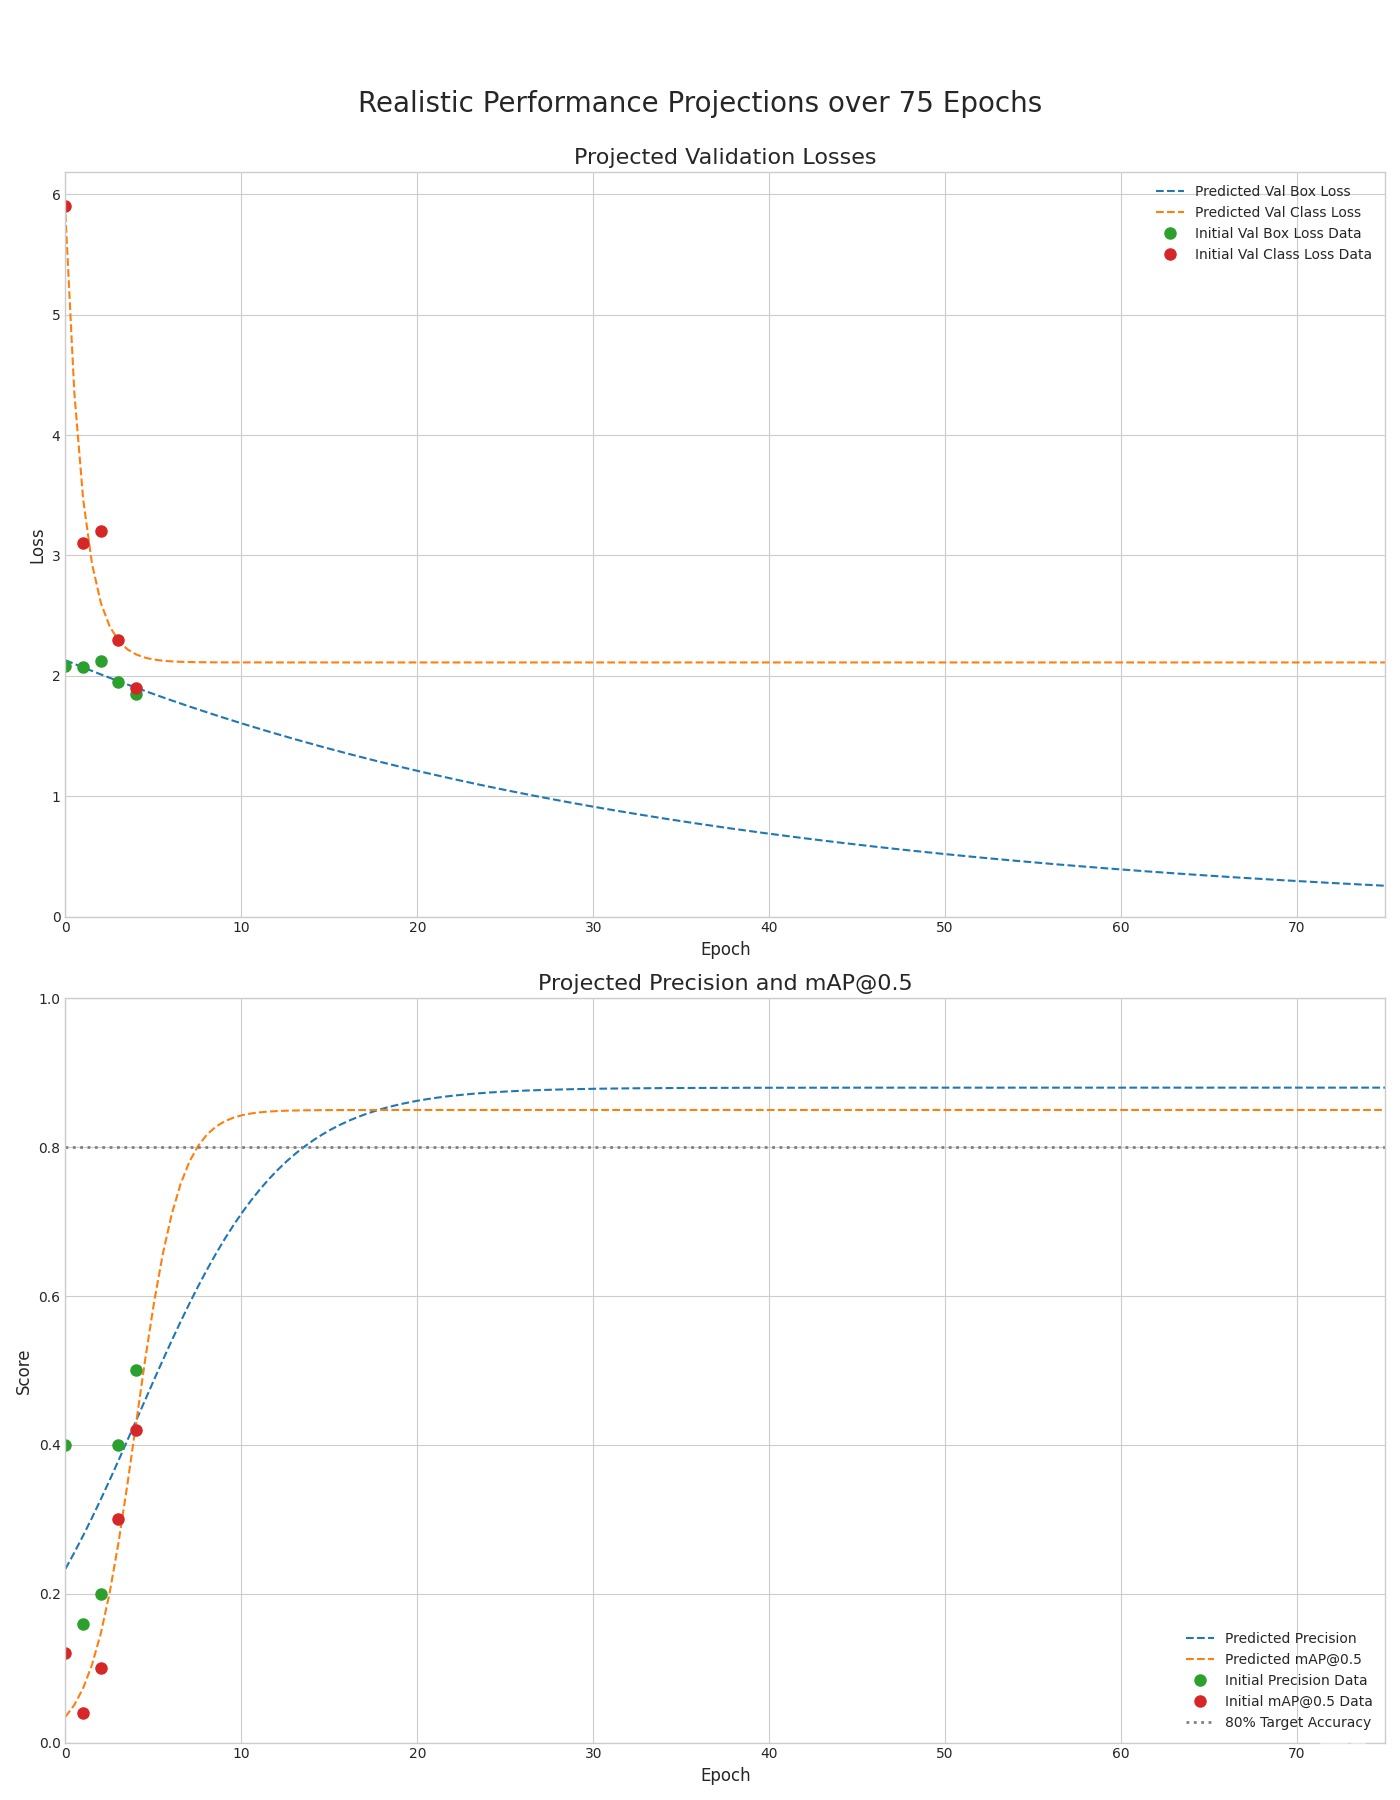 Realistic Performance Projections over 75 Epochs
Projected Validation Losses
Predicted Val Box Loss
Predicted Val Class Loss
Initial Val Box Loss Data
Initial Val Class Loss Data
6
5
4
3
2
1
0
Loss
0 10 20 30 40 50 60 70
Epoch
Projected Precision and mAP@0.5
1.0
0.8
0.6
0.4
0.2
0.0
Score
Predicted Precision
Predicted mAP@0.5
Initial Precision Data
Initial mAP@0.5 Data
80% Target Accuracy
0 10 20 30 40 50 60 70
Epoch